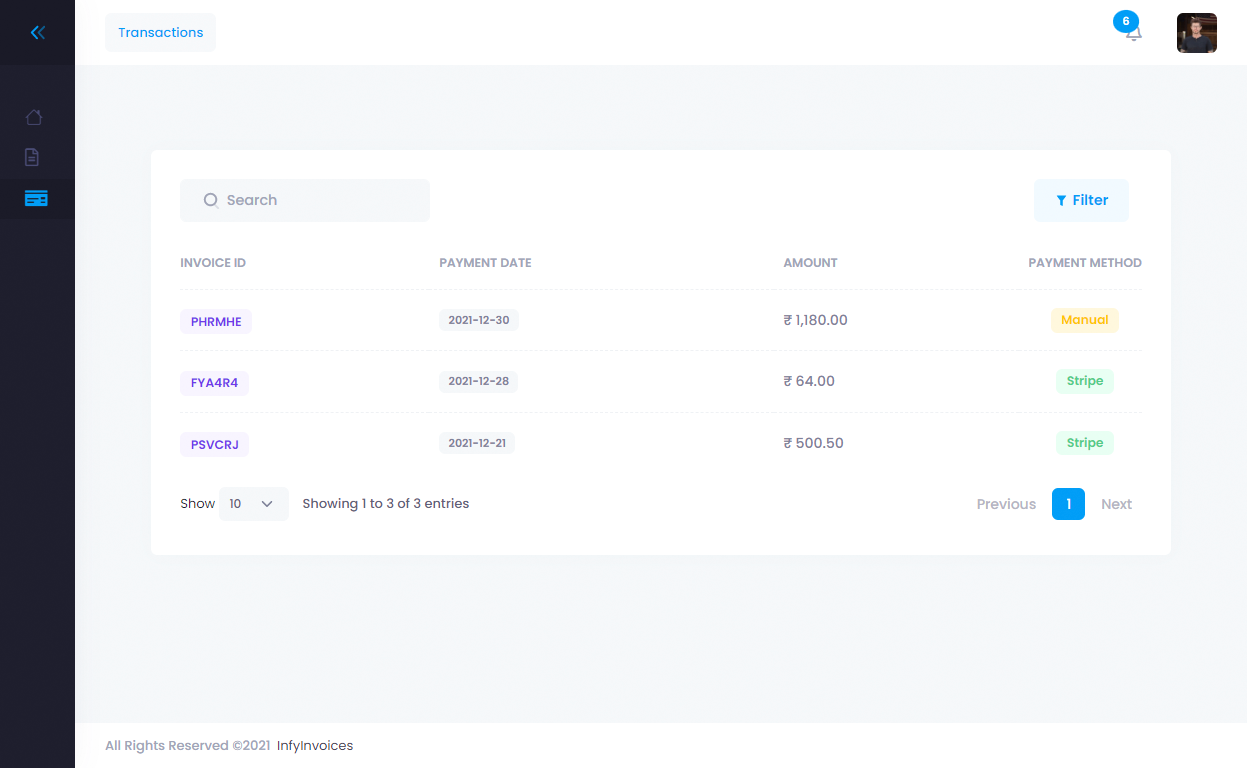 Transactions
6
Search
Filter
INVOICE ID PAYMENT DATE AMOUNT PAYMENT METHOD
PHRMHE 2021-12-30 ₹ 1,180.00 Manual
FYA4R4 2021-12-28 ₹ 64.00 Stripe
PSVCRJ 2021-12-21 ₹ 500.50 Stripe
Show 10 Showing 1 to 3 of 3 entries Previous 1 Next
All Rights Reserved ©2021 InfyInvoices